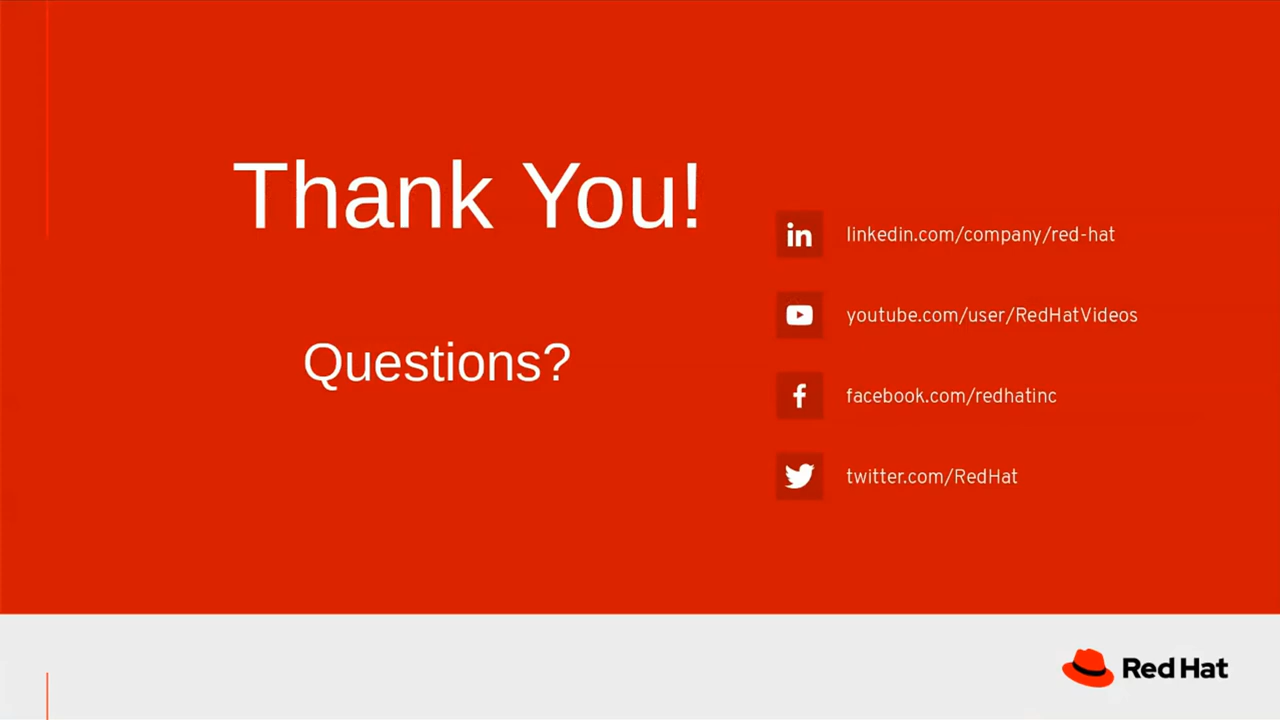 Thank You!
Questions?
linkedin.com/company/red-hat
youtube.com/user/RedHatVideos
facebook.com/redhatinc
twitter.com/RedHat
Red Hat